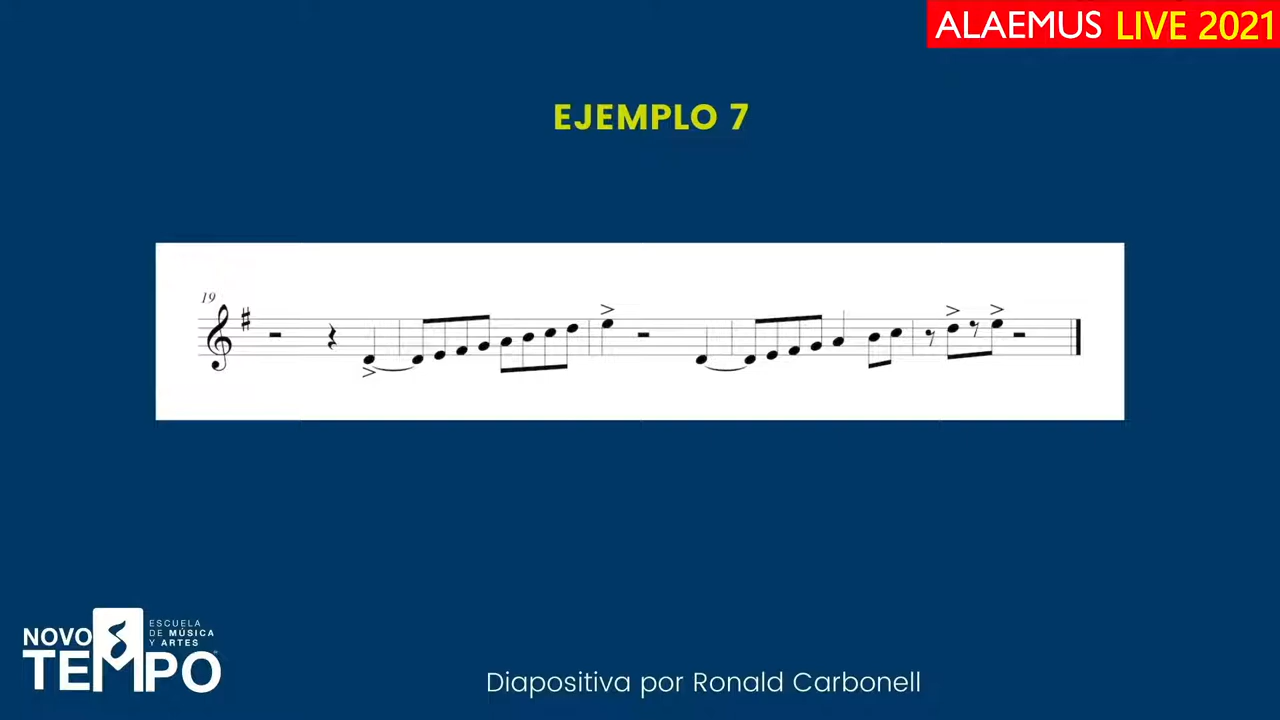 ALAEMUS LIVE 2021
EJEMPLO 7
19
NOVO
TEMPO
ESCUELA
DE MÚSICA
Y ARTES
Diapositiva por Ronald Carbonell